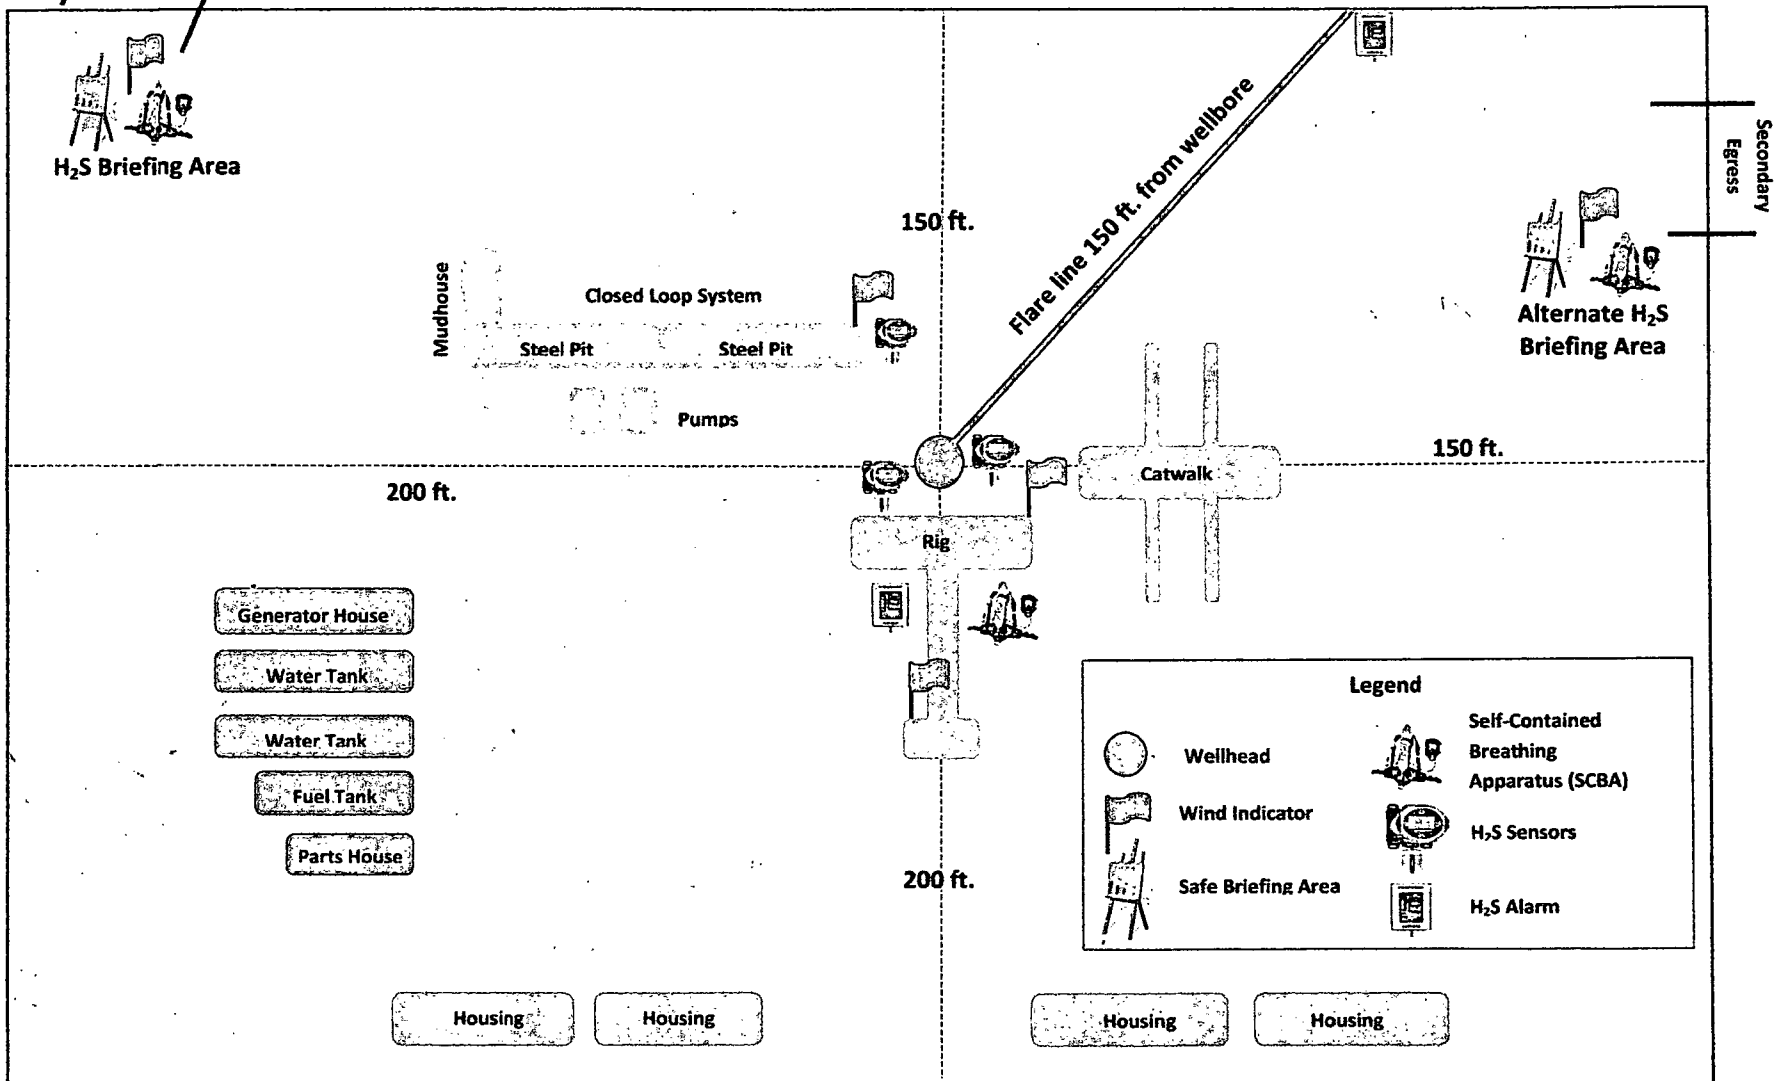 H₂S Briefing Area
150 ft.
Flare line 150 ft. from wellbore
Secondary
Egress
Alternate H₂S
Briefing Area
Mudhouse
Closed Loop System
Steel Pit
Steel Pit
Pumps
200 ft.
Catwalk
150 ft.
Rig
Generator House
Water Tank
Water Tank
Fuel Tank
Parts House
200 ft.
Legend
Wellhead
Wind Indicator
Safe Briefing Area
Self-Contained
Breathing
Apparatus (SCBA)
H₂S Sensors
H₂S Alarm
Housing
Housing
Housing
Housing